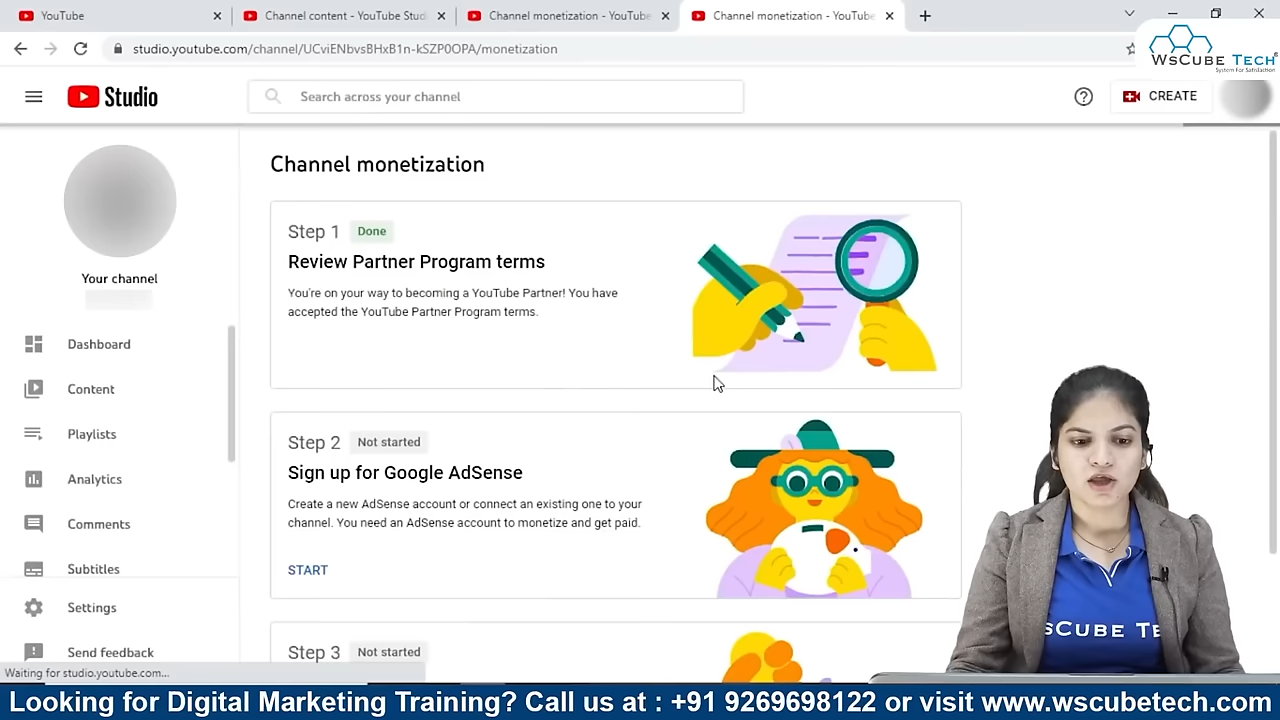 YouTube
Channel content - YouTube Stud
Channel monetization - YouTube
Channel monetization - YouTube
studio.youtube.com/channel/UCviENbvsBHxB1n-kSZP0OPA/monetization
WsCube Tech
System For Satisfaction
Studio
Search across your channel
CREATE
Your channel
Dashboard
Content
Playlists
Analytics
Comments
Subtitles
Settings
Send feedback
Waiting for studio.youtube.com...
Channel monetization
Step 1 Done
Review Partner Program terms
You're on your way to becoming a YouTube Partner! You have
accepted the YouTube Partner Program terms.
Step 2 Not started
Sign up for Google AdSense
Create a new AdSense account or connect an existing one to your
channel. You need an AdSense account to monetize and get paid.
START
Step 3 Not started
SCUBE TE
Looking for Digital Marketing Training? Call us at : +91 9269698122 or visit www.wscubetech.com